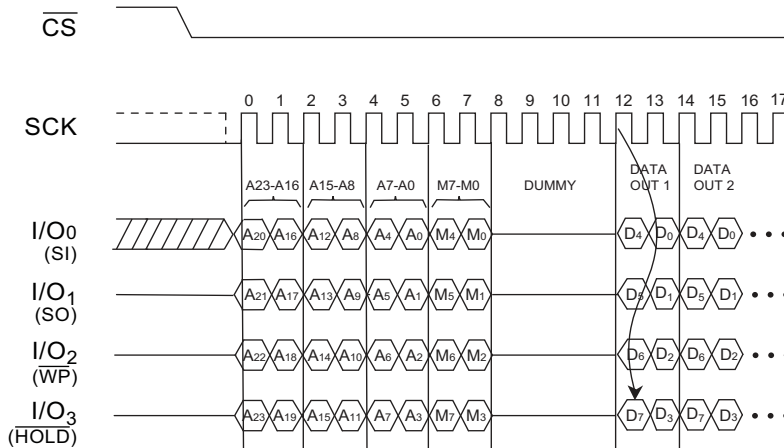 CS
0 1 2 3 4 5 6 7 8 9 10 11 12 13 14 15 16 17
SCK
A23-A16 A15-A8 A7-A0 M7-M0 DUMMY DATA OUT 1 DATA OUT 2
I/O0 A20 A16 A12 A8 A4 A0 M4 M0 D4 D0 D4 D0 • • •
(SI)
I/O1 A21 A17 A13 A9 A5 A1 M5 M1 D5 D1 D5 D1 • • •
(SO)
I/O2 A22 A18 A14 A10 A6 A2 M6 M2 D6 D2 D6 D2 • • •
(WP)
I/O3 A23 A19 A15 A11 A7 A3 M7 M3 D7 D3 D7 D3 • • •
(HOLD)